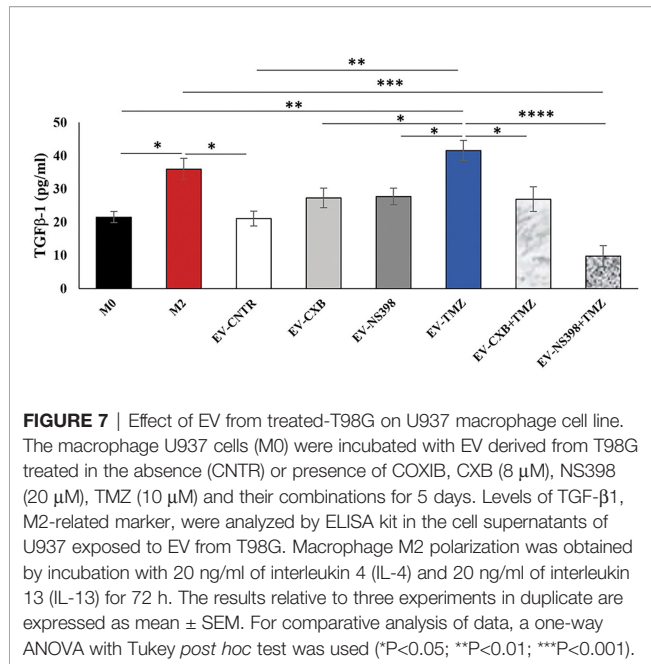 **
***
**
*
****
*
*
*
*
50
40
30
20
10
0
TGFβ-1 (pg/ml)
M0
M2
EV-CNTR
EV-CXB
EV-NS398
EV-TMZ
EV-CXB+TMZ
EV-NS398+TMZ
FIGURE 7 | Effect of EV from treated-T98G on U937 macrophage cell line.
The macrophage U937 cells (M0) were incubated with EV derived from T98G
treated in the absence (CNTR) or presence of COXIB, CXB (8 μM), NS398
(20 μM), TMZ (10 μM) and their combinations for 5 days. Levels of TGF-β1,
M2-related marker, were analyzed by ELISA kit in the cell supernatants of
U937 exposed to EV from T98G. Macrophage M2 polarization was obtained
by incubation with 20 ng/ml of interleukin 4 (IL-4) and 20 ng/ml of interleukin
13 (IL-13) for 72 h. The results relative to three experiments in duplicate are
expressed as mean ± SEM. For comparative analysis of data, a one-way
ANOVA with Tukey post hoc test was used (*P<0.05; **P<0.01; ***P<0.001).